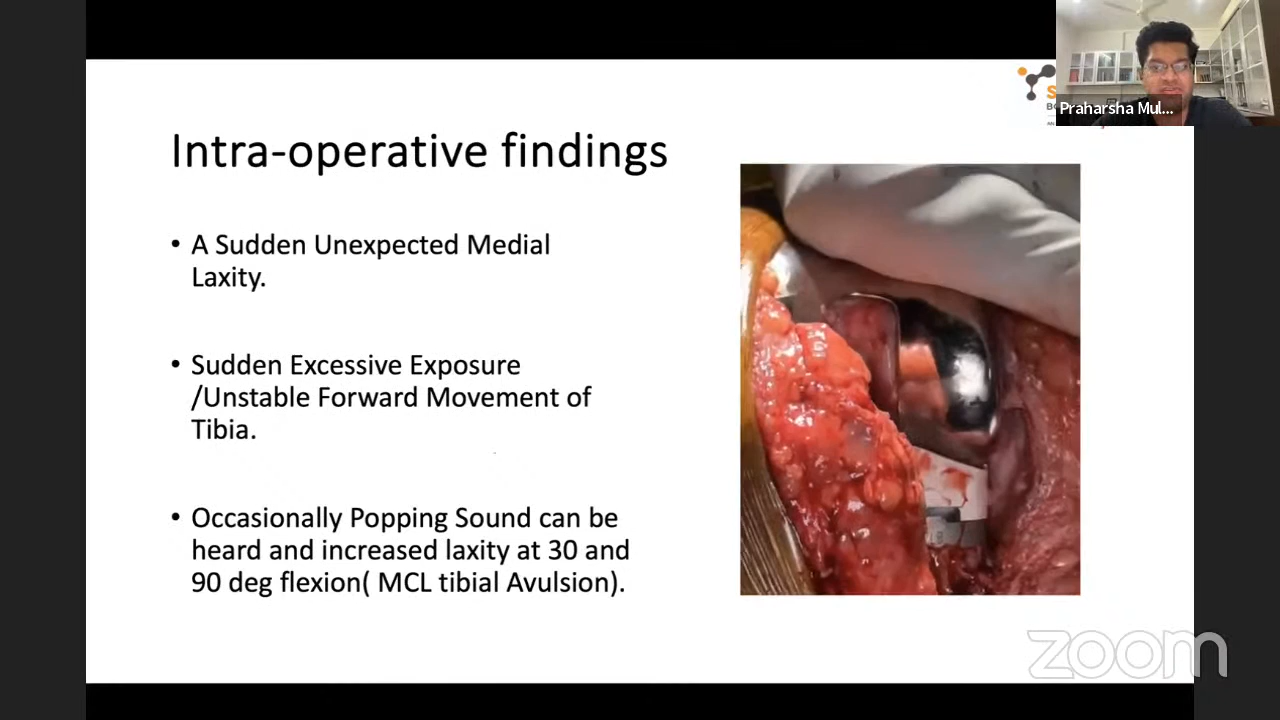 Intra-operative findings
• A Sudden Unexpected Medial
Laxity.
• Sudden Excessive Exposure
/Unstable Forward Movement of
Tibia.
• Occasionally Popping Sound can be
heard and increased laxity at 30 and
90 deg flexion( MCL tibial Avulsion).
Praharsha Mul...
zoom